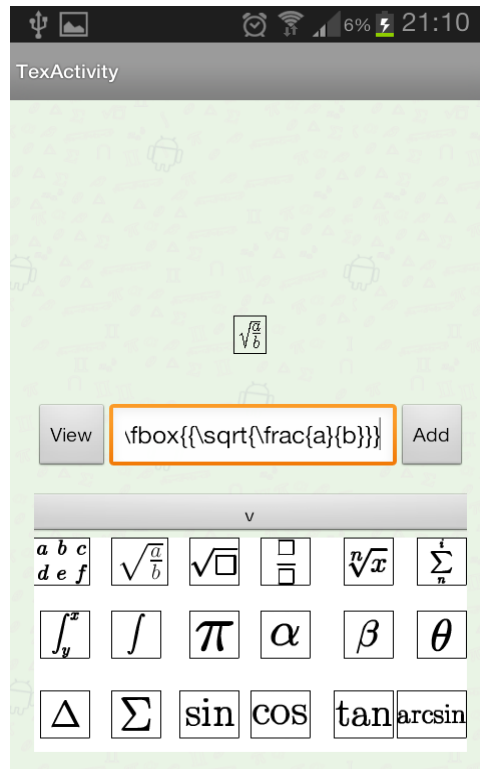 6% 21:10
TexActivity
√a/b
View \fbox{{\sqrt{\frac{a}{b}}} Add
v
a b c √a/b √□ □/□ ⁿ√x ∑
d e f i n
∫ x y ∫ π α β θ
Δ Σ sin cos tan arcsin